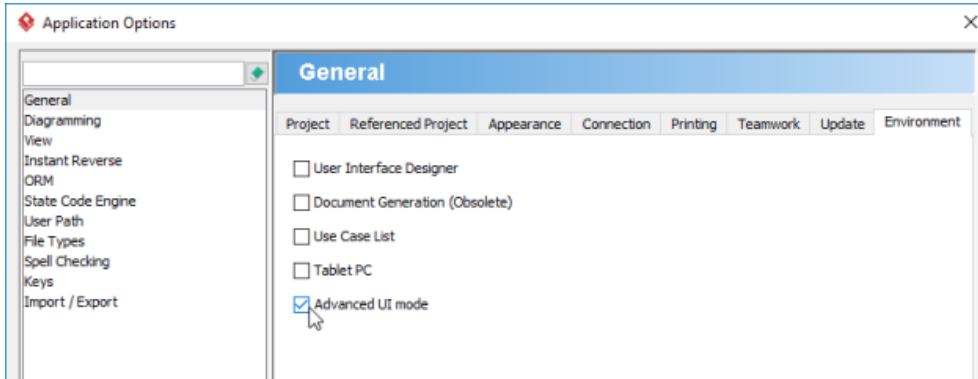 Application Options
General
General
Diagramming
View
Instant Reverse
ORM
State Code Engine
User Path
File Types
Spell Checking
Keys
Import / Export
Project Referenced Project Appearance Connection Printing Teamwork Update Environment
User Interface Designer
Document Generation (Obsolete)
Use Case List
Tablet PC
Advanced UI mode